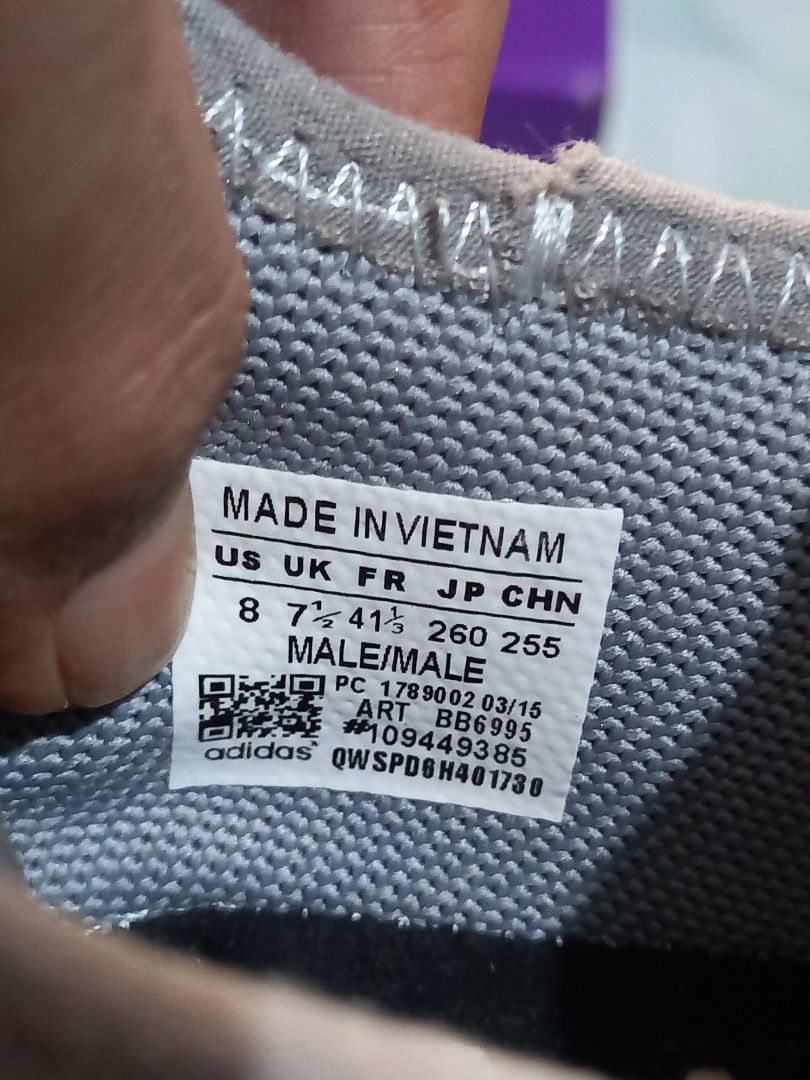 MADE IN VIETNAM
US UK FR JP CHN
8 7½ 41⅓ 260 255
MALE/MALE
PC 1789002 03/15
ART BB6995
#109449385
adidas QWSPD6H401730